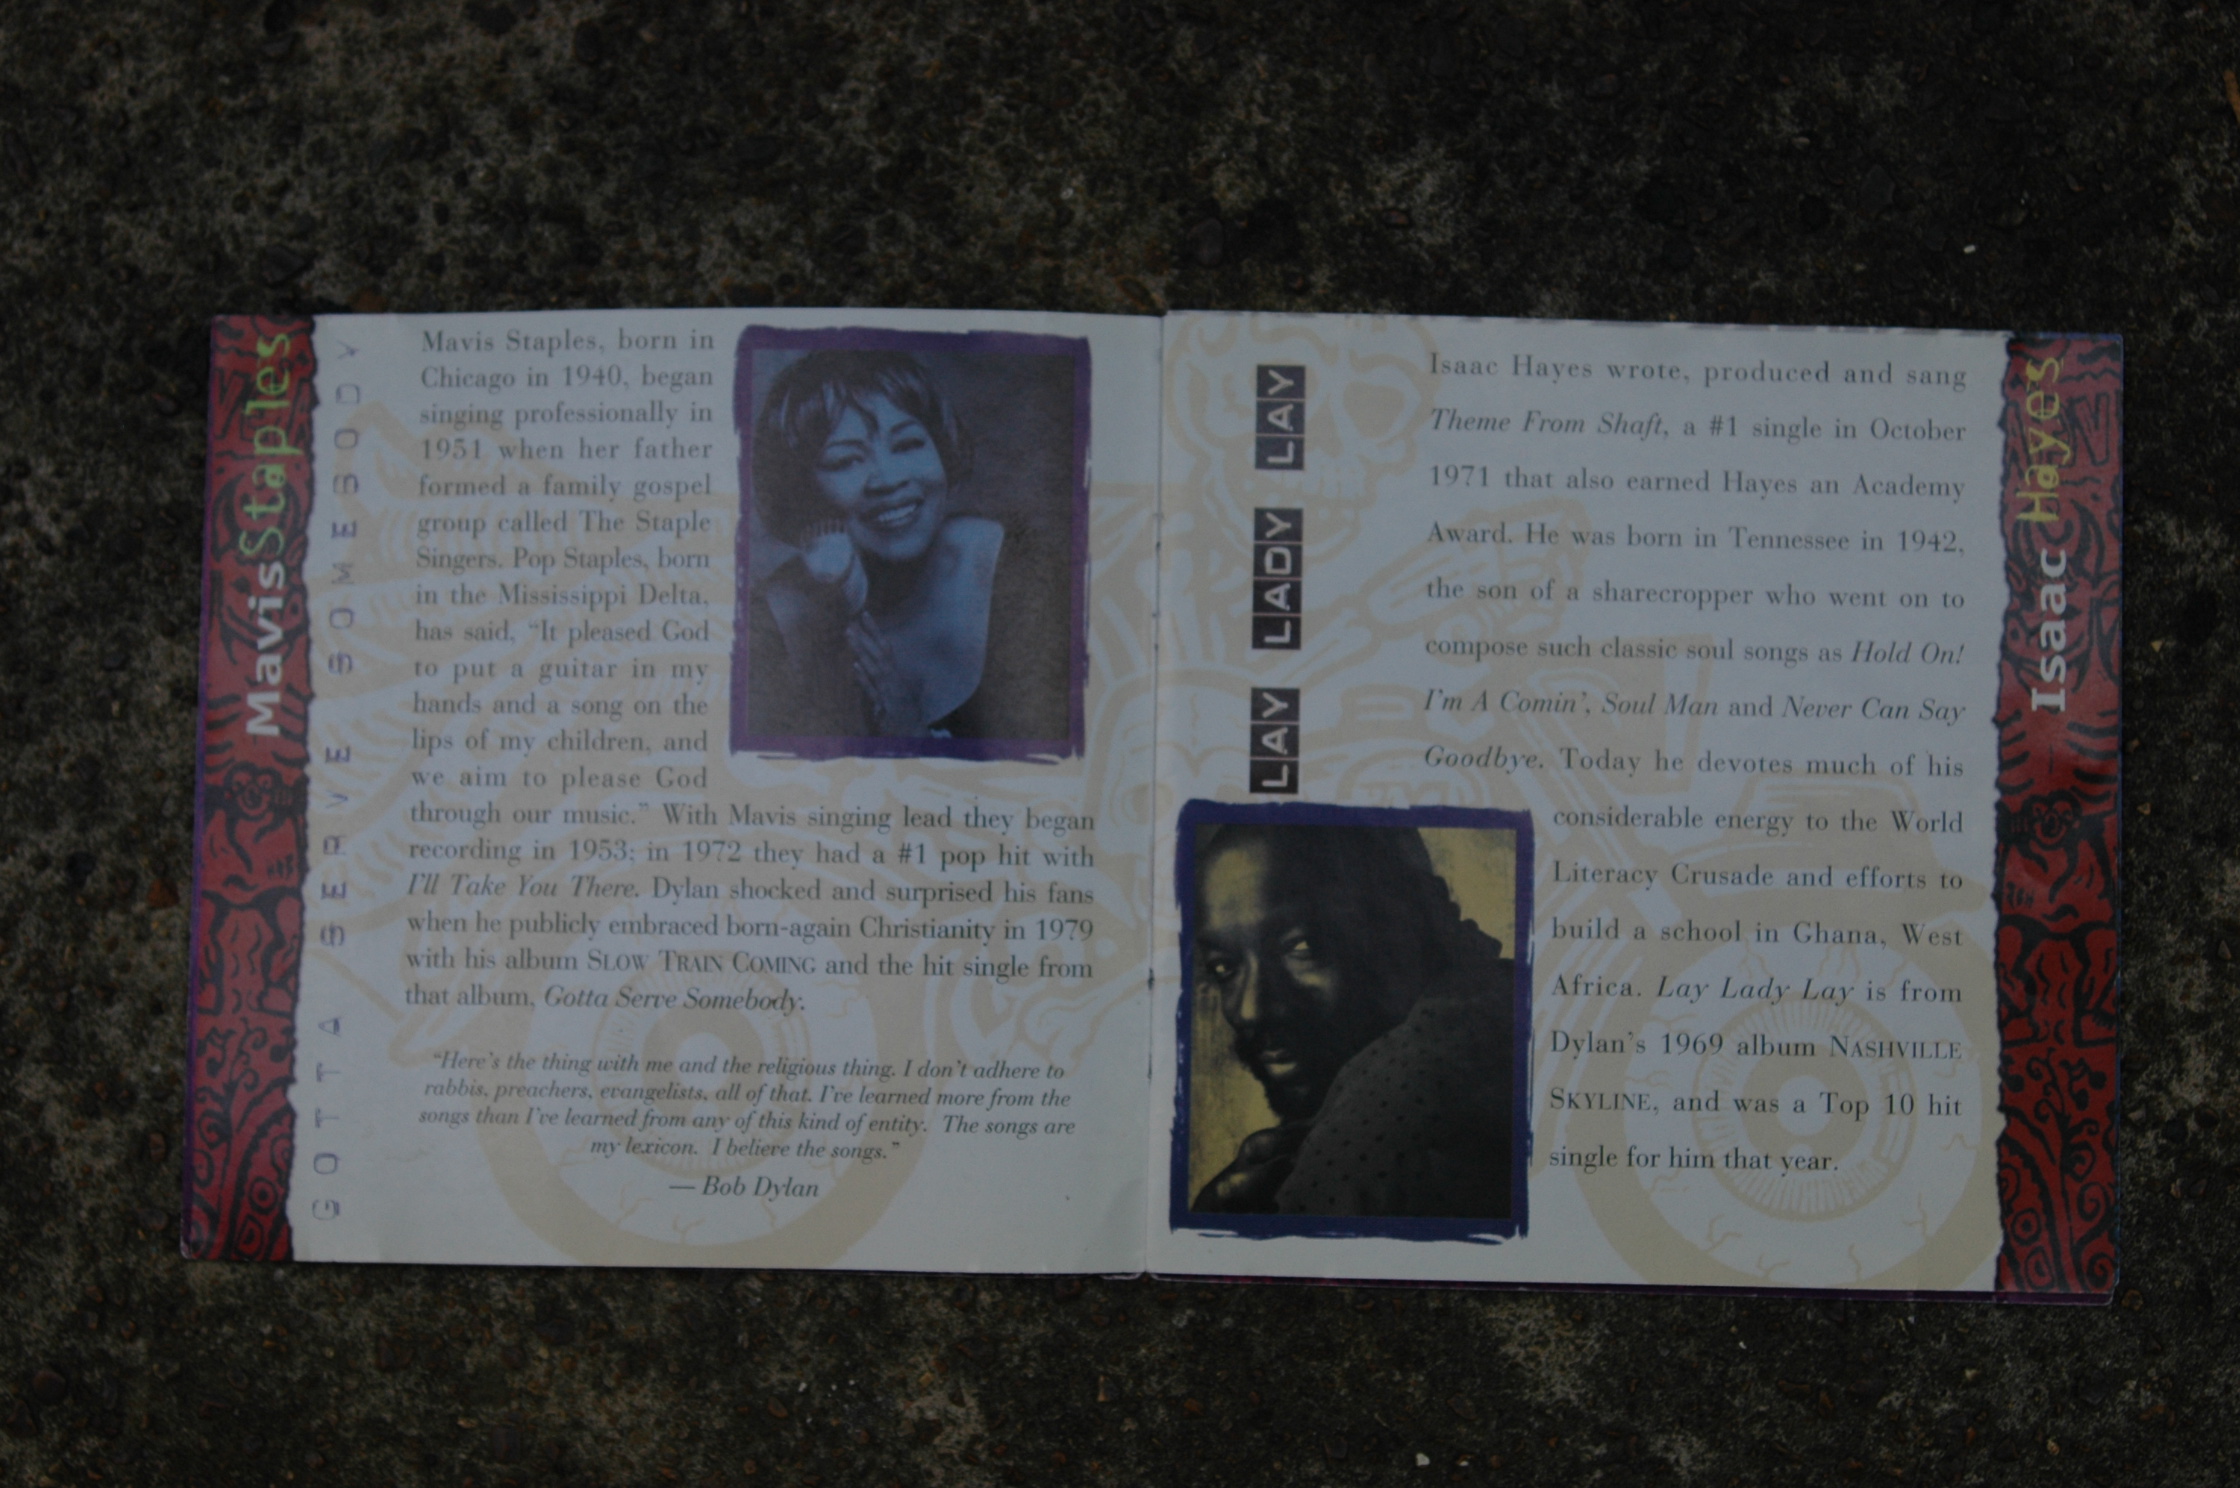 Mavis Staples
GOTTA SERVE SOMEBODY
Mavis Staples, born in
Chicago in 1940, began
singing professionally in
1951 when her father
formed a family gospel
group called The Staple
Singers. Pop Staples, born
in the Mississippi Delta,
has said, “It pleased God
to put a guitar in my
hands and a song on the
lips of my children, and
we aim to please God
through our music.” With Mavis singing lead they began
recording in 1953; in 1972 they had a #1 pop hit with
I'll Take You There. Dylan shocked and surprised his fans
when he publicly embraced born-again Christianity in 1979
with his album SLOW TRAIN COMING and the hit single from
that album, Gotta Serve Somebody:
“Here's the thing with me and the religious thing. I don't adhere to
rabbis, preachers, evangelists, all of that. I've learned more from the
songs than I've learned from any of this kind of entity. The songs are
my lexicon. I believe the songs.”
— Bob Dylan
Isaac
Hayes
LAY
LADY
LAY
Isaac Hayes wrote, produced and sang
Theme From Shaft, a #1 single in October
1971 that also earned Hayes an Academy
Award. He was born in Tennessee in 1942,
the son of a sharecropper who went on to
compose such classic soul songs as Hold On!
I'm A Comin', Soul Man and Never Can Say
Goodbye. Today he devotes much of his
considerable energy to the World
Literacy Crusade and efforts to
build a school in Ghana, West
Africa. Lay Lady Lay is from
Dylan's 1969 album NASHVILLE
SKYLINE, and was a Top 10 hit
single for him that year.